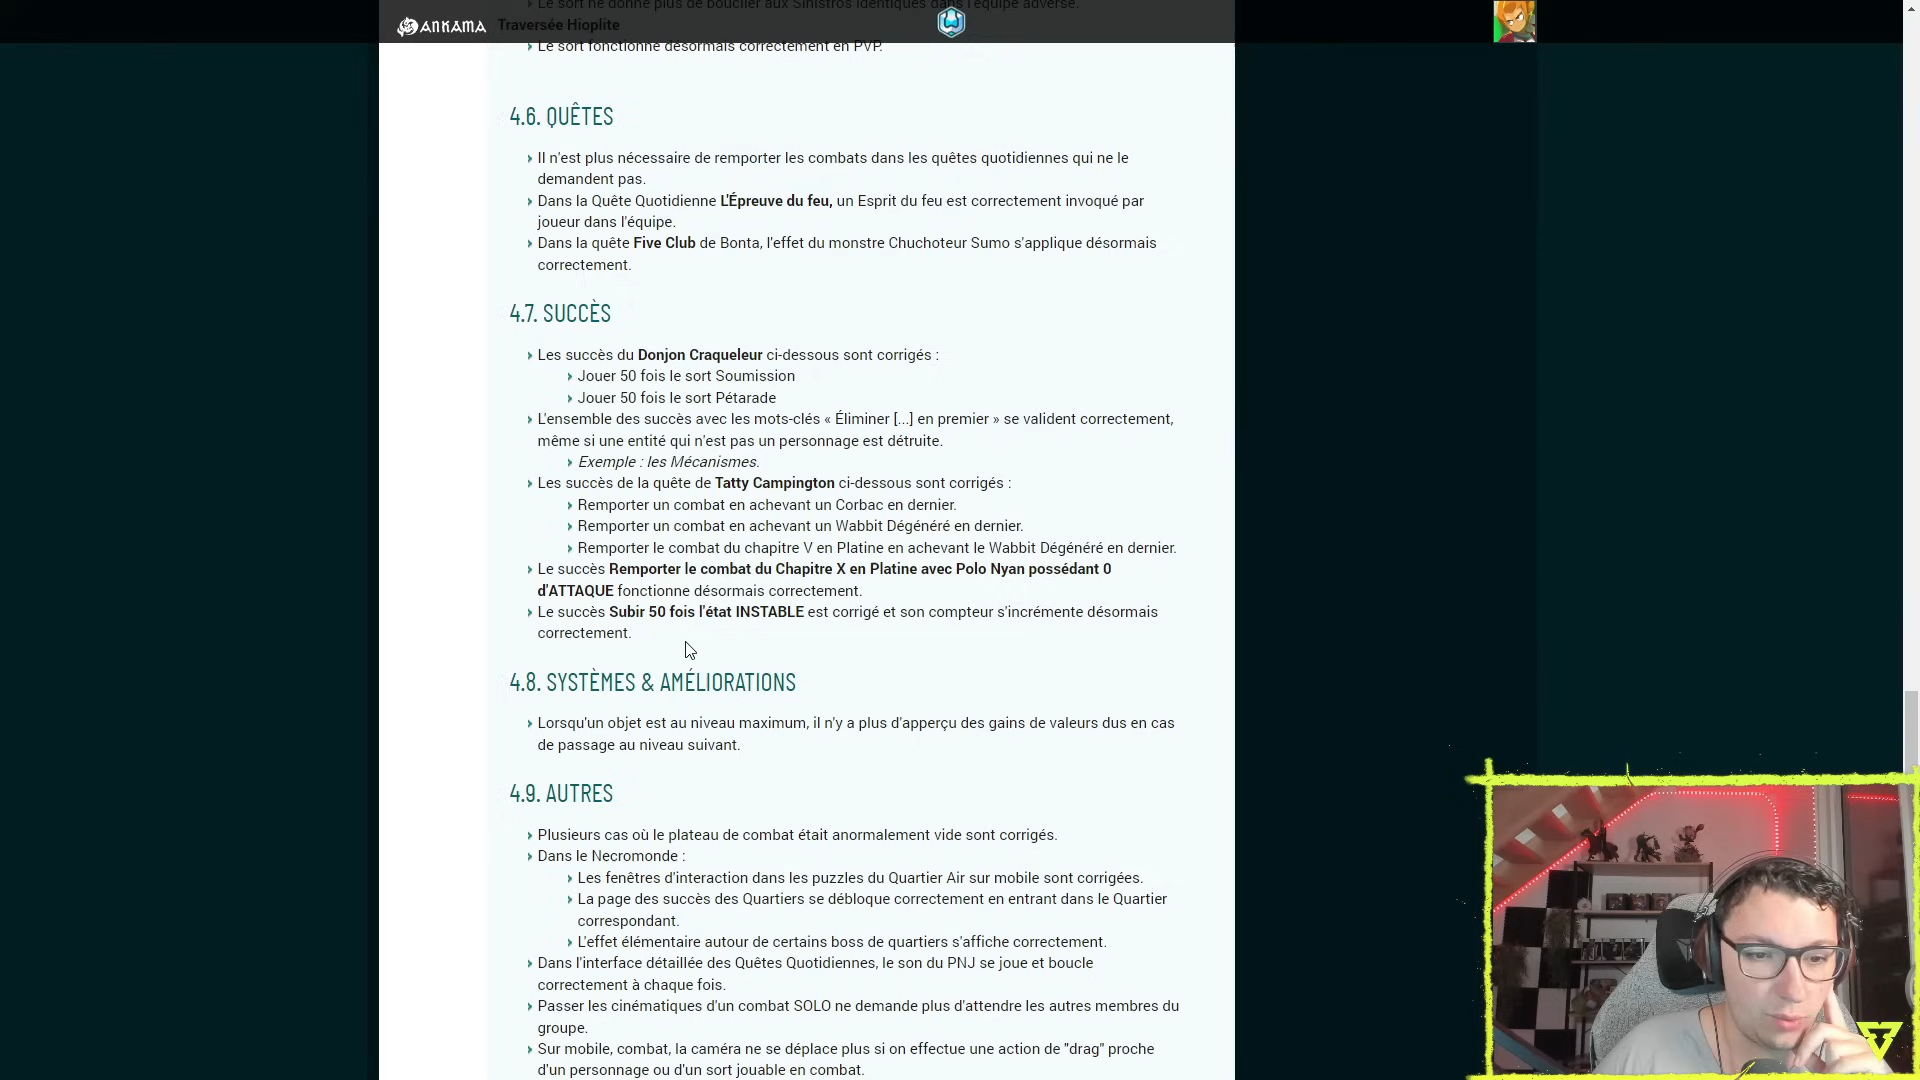 Le sort ne donne plus de bouclier aux Sinistros identiques dans l'équipe adverse.
ANKAMA
Traversée Hioplite
Le sort fonctionne désormais correctement en PVP.
4.6. QUÊTES
Il n'est plus nécessaire de remporter les combats dans les quêtes quotidiennes qui ne le
demandent pas.
Dans la Quête Quotidienne L'Épreuve du feu, un Esprit du feu est correctement invoqué par
joueur dans l'équipe.
Dans la quête Five Club de Bonta, l'effet du monstre Chuchoteur Sumo s'applique désormais
correctement.
4.7. SUCCÈS
Les succès du Donjon Craqueleur ci-dessous sont corrigés :
Jouer 50 fois le sort Soumission
Jouer 50 fois le sort Pétarade
L'ensemble des succès avec les mots-clés « Éliminer [...] en premier » se valident correctement,
même si une entité qui n'est pas un personnage est détruite.
Exemple : les Mécanismes.
Les succès de la quête de Tatty Campington ci-dessous sont corrigés :
Remporter un combat en achevant un Corbac en dernier.
Remporter un combat en achevant un Wabbit Dégénéré en dernier.
Remporter le combat du chapitre V en Platine en achevant le Wabbit Dégénéré en dernier.
Le succès Remporter le combat du Chapitre X en Platine avec Polo Nyan possédant 0
d'ATTAQUE fonctionne désormais correctement.
Le succès Subir 50 fois l'état INSTABLE est corrigé et son compteur s'incrémente désormais
correctement.
4.8. SYSTÈMES & AMÉLIORATIONS
Lorsqu'un objet est au niveau maximum, il n'y a plus d'apperçu des gains de valeurs dus en cas
de passage au niveau suivant.
4.9. AUTRES
Plusieurs cas où le plateau de combat était anormalement vide sont corrigés.
Dans le Necromonde :
Les fenêtres d'interaction dans les puzzles du Quartier Air sur mobile sont corrigées.
La page des succès des Quartiers se débloque correctement en entrant dans le Quartier
correspondant.
L'effet élémentaire autour de certains boss de quartiers s'affiche correctement.
Dans l'interface détaillée des Quêtes Quotidiennes, le son du PNJ se joue et boucle
correctement à chaque fois.
Passer les cinématiques d'un combat SOLO ne demande plus d'attendre les autres membres du
groupe.
Sur mobile, combat, la caméra ne se déplace plus si on effectue une action de "drag" proche
d'un personnage ou d'un sort jouable en combat.